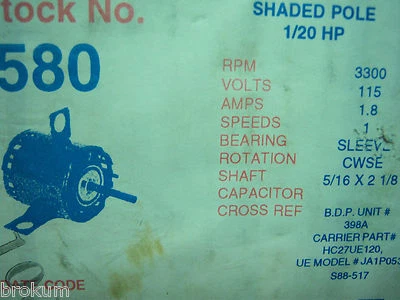 tock No.
580
SHADED POLE
1/20 HP
RPM 3300
VOLTS 115
AMPS 1.8
SPEEDS 1
BEARING SLEEVE
ROTATION CWSE
SHAFT 5/16 X 2 1/8
CAPACITOR
CROSS REF B.D.P. UNIT #
398A
CARRIER PART#
HC27UE120,
UE MODEL # JA1P053
S88-517
DATE CODE
brokum